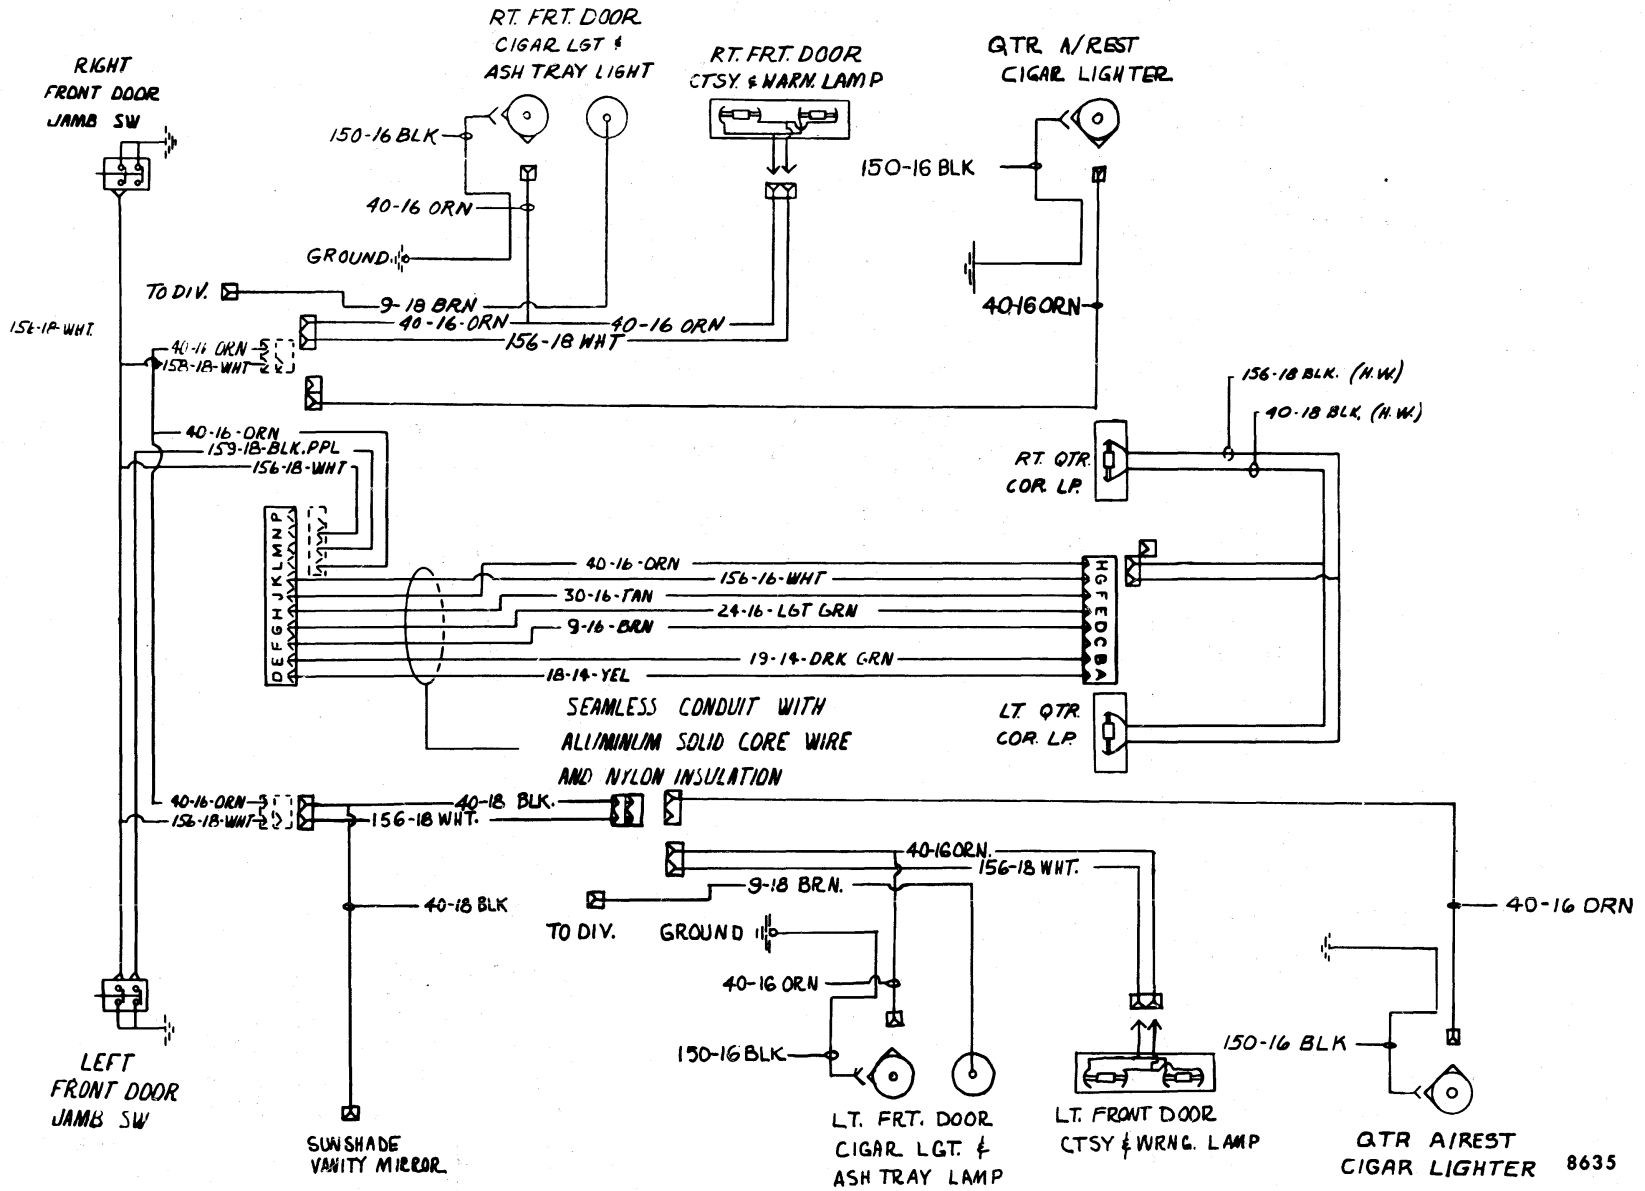 RT. FRT. DOOR
CIGAR LGT &
ASH TRAY LIGHT
RT. FRT. DOOR
CTSY. & WARN. LAMP
QTR A/REST
CIGAR LIGHTER
RIGHT
FRONT DOOR
JAMB SW
150-16 BLK
150-16 BLK
40-16 ORN
GROUND
TO DIV.
9-18 BRN
40-16 ORN
156-18-WHT.
40-16-ORN
40-16 ORN
156-18 WHT
40-16 ORN
158-18-WHT
156-18 BLK. (H.W.)
40-18 BLK. (H.W.)
40-16-ORN
159-18-BLK.PPL
156-18-WHT
RT. QTR.
COR. LP.
P
N
M
L
K
J
H
G
F
E
D
40-16-ORN
156-16-WHT
30-16-TAN
24-16-LGT GRN
9-16-BRN
19-14-DRK GRN
18-14-YEL
H
G
F
E
D
C
B
A
SEAMLESS CONDUIT WITH
ALUMINUM SOLID CORE WIRE
AND NYLON INSULATION
LT. QTR.
COR. LP.
40-16-ORN
156-18-WHT
40-18 BLK.
156-18 WHT.
40-16 ORN.
156-18 WHT.
9-18 BRN.
40-18 BLK
40-16 ORN
TO DIV.
GROUND
40-16 ORN
150-16 BLK
150-16 BLK
LEFT
FRONT DOOR
JAMB SW
SUNSHADE
VANITY MIRROR
LT. FRT. DOOR
CIGAR LGT. &
ASH TRAY LAMP
LT. FRONT DOOR
CTSY & WRNG. LAMP
QTR A/REST
CIGAR LIGHTER
8635